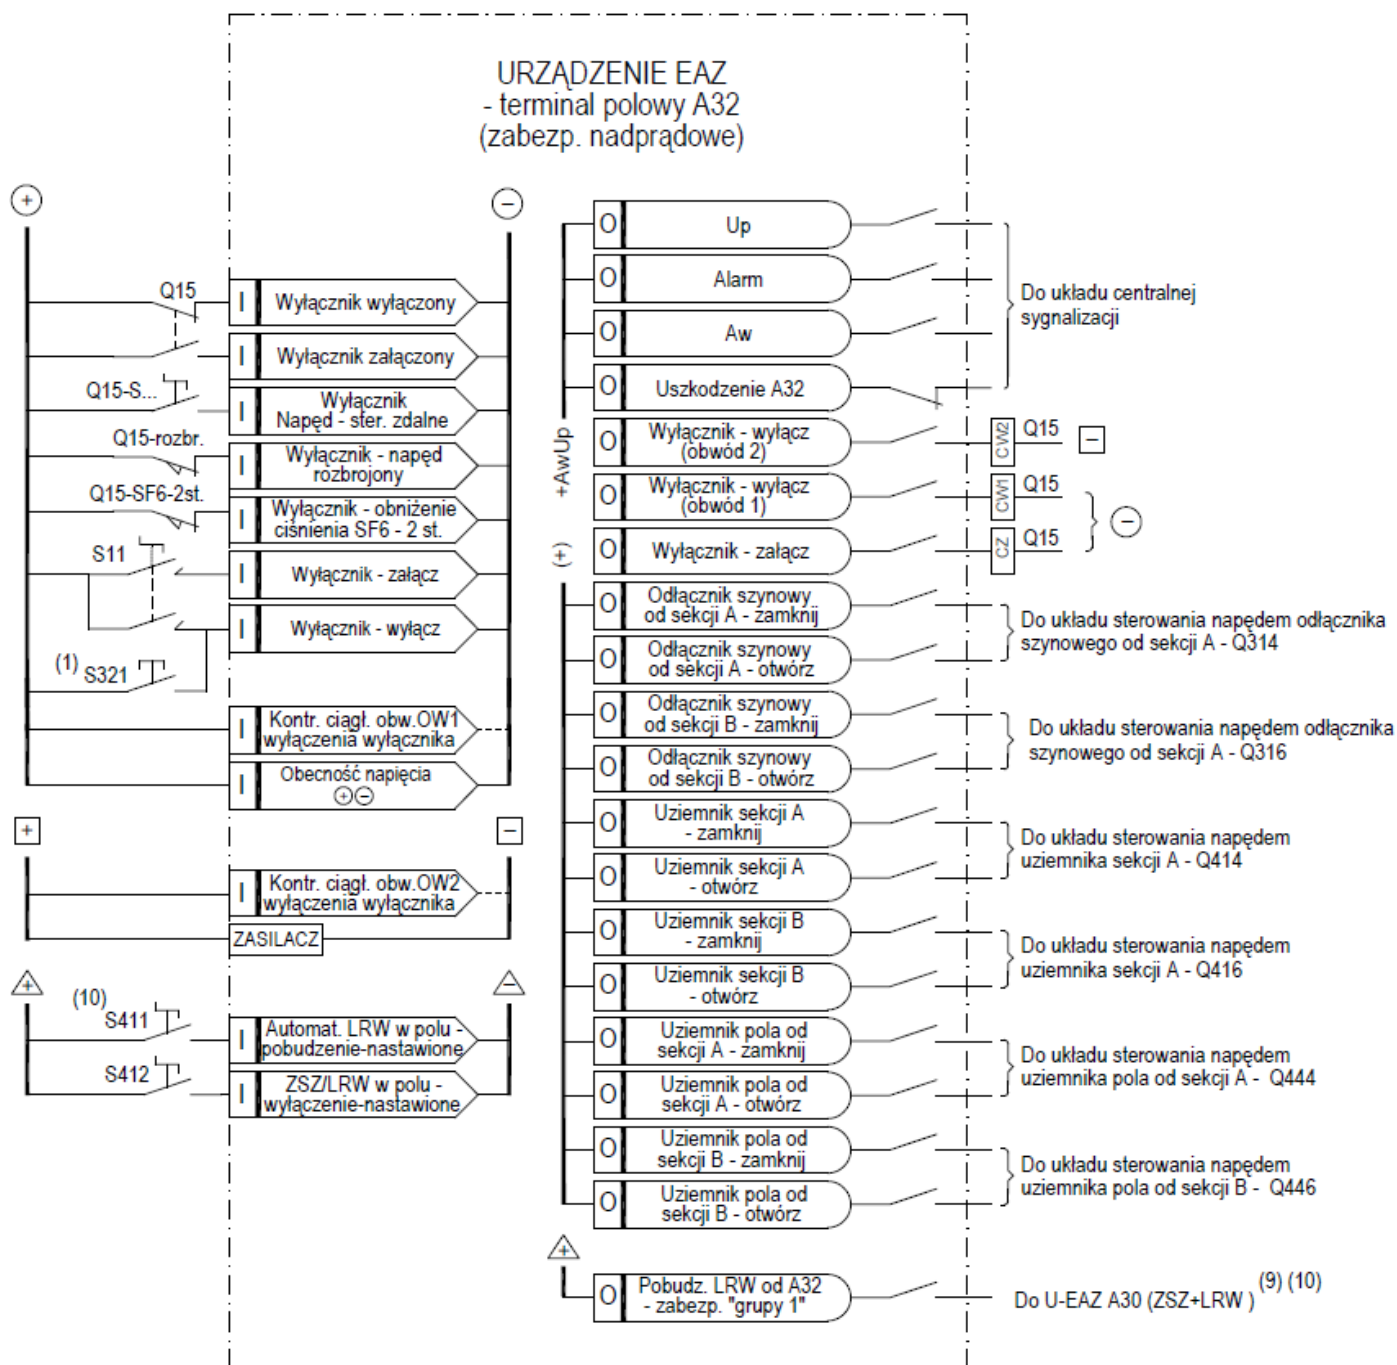 URZĄDZENIE EAZ
- terminal polowy A32
(zabezp. nadprądowe)
+
−
Q15
I
Wyłącznik wyłączony
I
Wyłącznik załączony
Q15-S...
I
Wyłącznik
Napęd - ster. zdalne
Q15-rozbr.
I
Wyłącznik - napęd
rozbrojony
Q15-SF6-2st.
I
Wyłącznik - obniżenie
ciśnienia SF6 - 2 st.
S11
I
Wyłącznik - załącz
I
Wyłącznik - wyłącz
(1)
S321
I
Kontr. ciągł. obw.OW1
wyłączenia wyłącznika
I
Obecność napięcia
+ −
+
−
I
Kontr. ciągł. obw.OW2
wyłączenia wyłącznika
ZASILACZ
+
−
(10)
S411
I
Automat. LRW w polu -
pobudzenie-nastawione
S412
I
ZSZ/LRW w polu -
wyłączenie-nastawione
+AwUp
(+)
O
Up
O
Alarm
O
Aw
O
Uszkodzenie A32
Do układu centralnej
sygnalizacji
O
Wyłącznik - wyłącz
(obwód 2)
CW2
Q15
−
O
Wyłącznik - wyłącz
(obwód 1)
CW1
Q15
−
O
Wyłącznik - załącz
CZ
Q15
O
Odłącznik szynowy
od sekcji A - zamknij
O
Odłącznik szynowy
od sekcji A - otwórz
Do układu sterowania napędem odłącznika
szynowego od sekcji A - Q314
O
Odłącznik szynowy
od sekcji B - zamknij
O
Odłącznik szynowy
od sekcji B - otwórz
Do układu sterowania napędem odłącznika
szynowego od sekcji A - Q316
O
Uziemnik sekcji A
- zamknij
O
Uziemnik sekcji A
- otwórz
Do układu sterowania napędem
uziemnika sekcji A - Q414
O
Uziemnik sekcji B
- zamknij
O
Uziemnik sekcji B
- otwórz
Do układu sterowania napędem
uziemnika sekcji A - Q416
O
Uziemnik pola od
sekcji A - zamknij
O
Uziemnik pola od
sekcji A - otwórz
Do układu sterowania napędem
uziemnika pola od sekcji A - Q444
O
Uziemnik pola od
sekcji B - zamknij
O
Uziemnik pola od
sekcji B - otwórz
Do układu sterowania napędem
uziemnika pola od sekcji B - Q446
+
O
Pobudz. LRW od A32
- zabezp. "grupy 1"
Do U-EAZ A30 (ZSZ+LRW ) (9) (10)